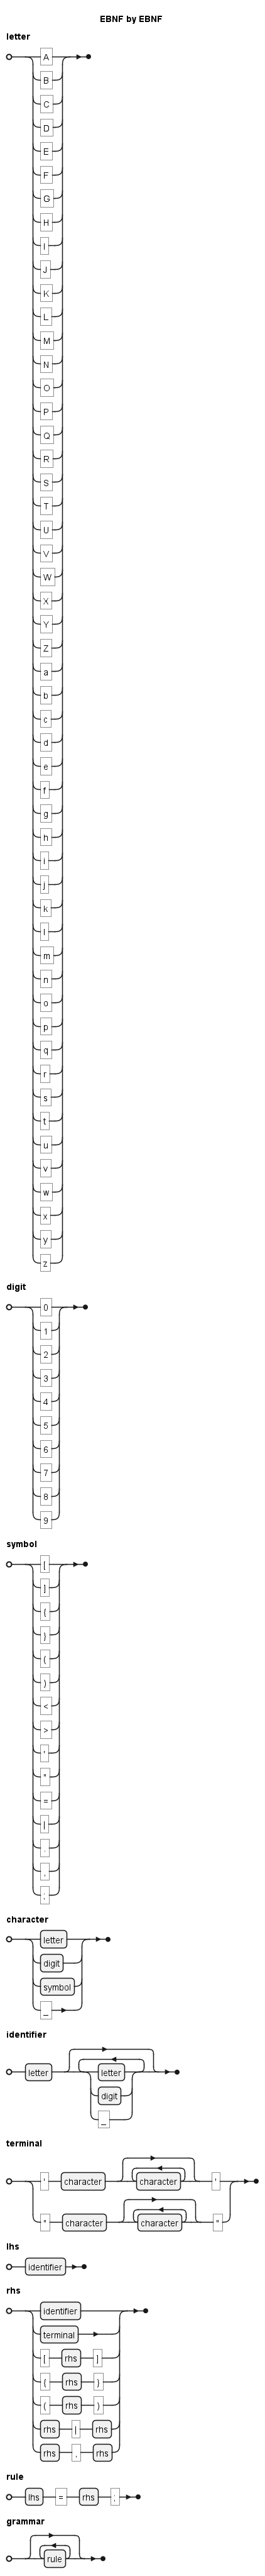 EBNF by EBNF
letter
A
B
C
D
E
F
G
H
I
J
K
L
M
N
O
P
Q
R
S
T
U
V
W
X
Y
Z
a
b
c
d
e
f
g
h
i
j
k
l
m
n
o
p
q
r
s
t
u
v
w
x
y
z
digit
0
1
2
3
4
5
6
7
8
9
symbol
[
]
{
}
(
)
<
>
'
"
=
|
.
,
;
character
letter
digit
symbol
_
identifier
letter letter
digit
_
terminal
' character character '
" character character "
lhs
identifier
rhs
identifier
terminal
[ rhs ]
{ rhs }
( rhs )
rhs | rhs
rhs , rhs
rule
lhs = rhs ;
grammar
rule